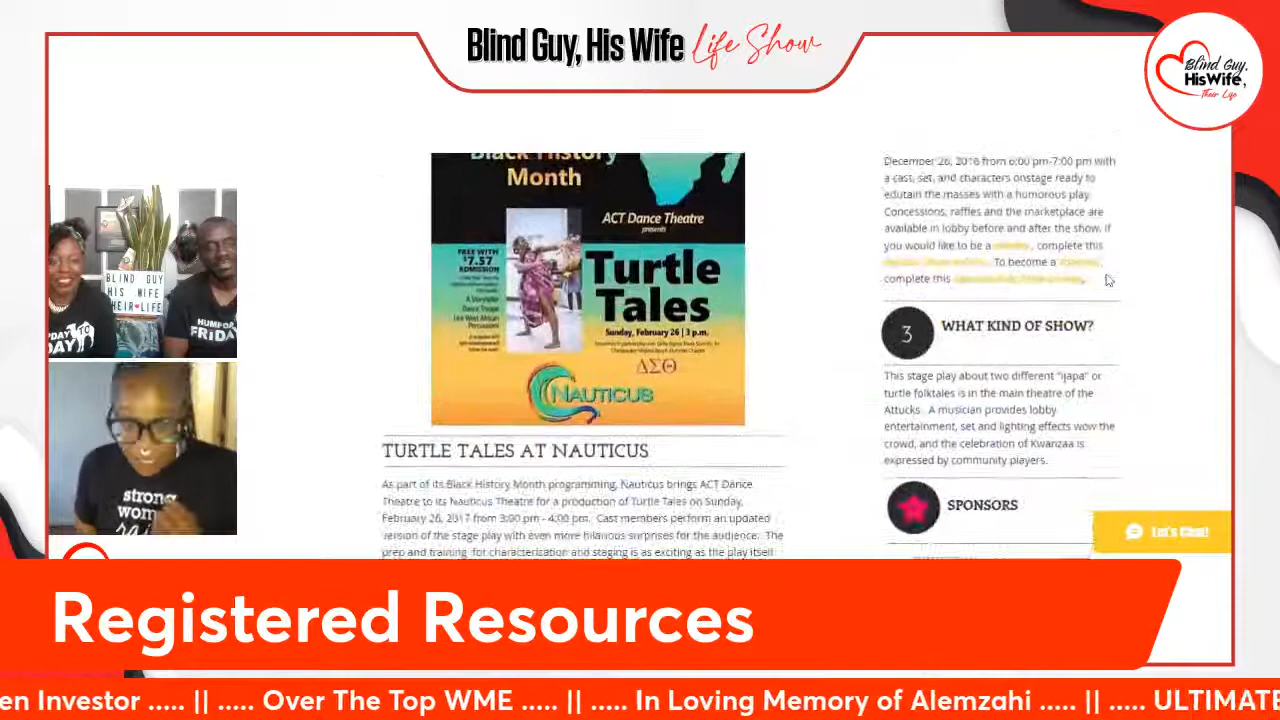 Blind Guy, His Wife Life Show
Blind Guy,
His Wife,
Their Life
Black History
Month
ACT Dance Theatre
presents
FREE WITH
$7.57
ADMISSION
A Storyteller
Dance Troupe
Live West African
Percussion
Turtle
Tales
Sunday, February 26 | 3 p.m.
ΔΣΘ
NAUTICUS
TURTLE TALES AT NAUTICUS
As part of its Black History Month programming, Nauticus brings ACT Dance
Theatre to its Nauticus Theatre for a production of Turtle Tales on Sunday,
February 26, 2017 from 3:00 pm - 4:00 pm. Cast members perform an updated
version of the stage play with even more hilarious surprises for the audience. The
prep and training for characterization and staging is as exciting as the play itself
December 26, 2016 from 6:00 pm-7:00 pm with
a cast, set, and characters onstage ready to
edutain the masses with a humorous play.
Concessions, raffles and the marketplace are
available in lobby before and after the show. If
you would like to be a , complete this
To become a
complete this
3
WHAT KIND OF SHOW?
This stage play about two different "ijapa" or
turtle folktales is in the main theatre of the
Attucks. A musician provides lobby
entertainment, set and lighting effects wow the
crowd, and the celebration of Kwanzaa is
expressed by community players.
SPONSORS
Let's Chat!
BLIND GUY
HIS WIFE
THEIR LIFE
HUMP DAY
FRIDAY
strong
Registered Resources
en Investor ..... || ..... Over The Top WME ..... || ..... In Loving Memory of Alemzahi ..... || ..... ULTIMATE